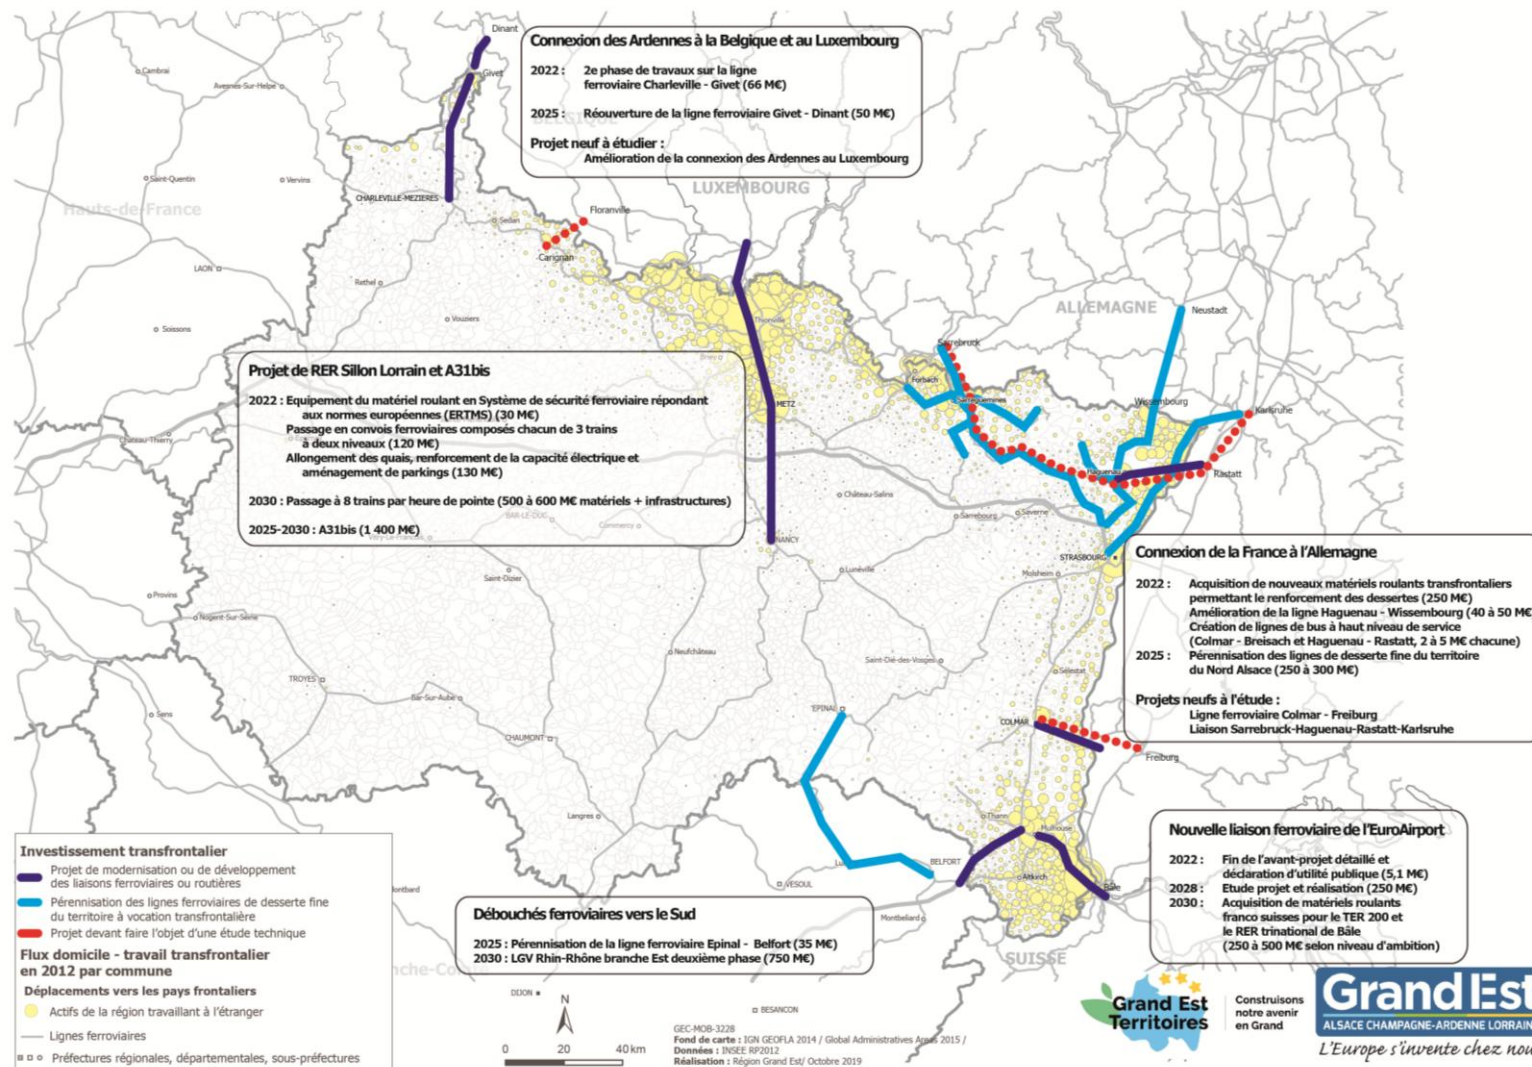 Dinant
Cambrai
Avesnes-Sur-Helpe
Givet
Connexion des Ardennes à la Belgique et au Luxembourg
2022 : 2e phase de travaux sur la ligne
ferroviaire Charleville - Givet (66 M€)
2025 : Réouverture de la ligne ferroviaire Givet - Dinant (50 M€)
Projet neuf à étudier :
Amélioration de la connexion des Ardennes au Luxembourg
BELGIQUE
LUXEMBOURG
Saint-Quentin
Vervins
Hauts-de-France
CHARLEVILLE-MEZIERES
Sedan
Floranville
Carignan
LAON
Rethel
Soissons
Vouziers
ALLEMAGNE
Neustadt
Thionville
Briey
METZ
Sarrebruck
Forbach
Sarreguemines
Wissembourg
Karlsruhe
Haguenau
Rastatt
Projet de RER Sillon Lorrain et A31bis
2022 : Equipement du matériel roulant en Système de sécurité ferroviaire répondant
aux normes européennes (ERTMS) (30 M€)
Passage en convois ferroviaires composés chacun de 3 trains
à deux niveaux (120 M€)
Allongement des quais, renforcement de la capacité électrique et
aménagement de parkings (130 M€)
2030 : Passage à 8 trains par heure de pointe (500 à 600 M€ matériels + infrastructures)
2025-2030 : A31bis (1 400 M€)
Château-Thierry
BAR-LE-DUC
Commercy
Vitry-Le-François
Château-Salins
Sarrebourg
Saverne
NANCY
STRASBOURG
Molsheim
Lunéville
Saint-Dizier
Provins
Nogent-Sur-Seine
Connexion de la France à l'Allemagne
2022 : Acquisition de nouveaux matériels roulants transfrontaliers
permettant le renforcement des dessertes (250 M€)
Amélioration de la ligne Haguenau - Wissembourg (40 à 50 M€
Création de lignes de bus à haut niveau de service
(Colmar - Breisach et Haguenau - Rastatt, 2 à 5 M€ chacune)
2025 : Pérennisation des lignes de desserte fine du territoire
du Nord Alsace (250 à 300 M€)
Projets neufs à l'étude :
Ligne ferroviaire Colmar - Freiburg
Liaison Sarrebruck-Haguenau-Rastatt-Karlsruhe
Neufchâteau
Saint-Dié-des-Vosges
Sélestat
TROYES
Bar-Sur-Aube
Sens
EPINAL
COLMAR
CHAUMONT
Freiburg
Langres
Thann
Mulhouse
BELFORT
Altkirch
Bâle
VESOUL
Montbeliard
SUISSE
Nouvelle liaison ferroviaire de l'EuroAirport
2022 : Fin de l'avant-projet détaillé et
déclaration d'utilité publique (5,1 M€)
2028 : Etude projet et réalisation (250 M€)
2030 : Acquisition de matériels roulants
franco suisses pour le TER 200 et
le RER trinational de Bâle
(250 à 500 M€ selon niveau d'ambition)
Débouchés ferroviaires vers le Sud
2025 : Pérennisation de la ligne ferroviaire Epinal - Belfort (35 M€)
2030 : LGV Rhin-Rhône branche Est deuxième phase (750 M€)
Investissement transfrontalier
Projet de modernisation ou de développement
des liaisons ferroviaires ou routières
Pérennisation des lignes ferroviaires de desserte fine
du territoire à vocation transfrontalière
Projet devant faire l'objet d'une étude technique
Flux domicile - travail transfrontalier
en 2012 par commune
Déplacements vers les pays frontaliers
Actifs de la région travaillant à l'étranger
Lignes ferroviaires
Préfectures régionales, départementales, sous-préfectures
ontbard
nche-Comté
DIJON
BESANCON
N
0 20 40 km
GEC-MOB-3228
Fond de carte : IGN GEOFLA 2014 / Global Administratives Areas 2015 /
Données : INSEE RP2012
Réalisation : Région Grand Est/ Octobre 2019
Grand Est
Territoires
Construisons
notre avenir
en Grand
Grand Est
ALSACE CHAMPAGNE-ARDENNE LORRAIN
L'Europe s'invente chez nou